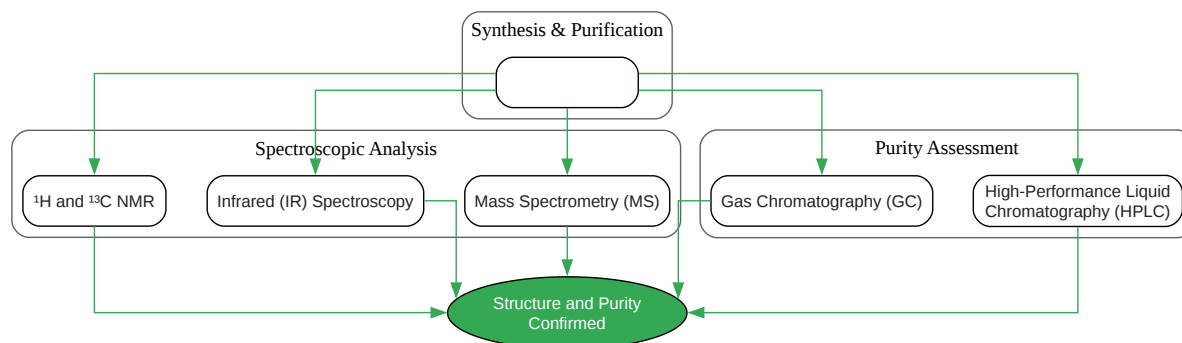 Synthesis & Purification
Spectroscopic Analysis
Purity Assessment
¹H and ¹³C NMR
Infrared (IR) Spectroscopy
Mass Spectrometry (MS)
Gas Chromatography (GC)
High-Performance Liquid
Chromatography (HPLC)
Structure and Purity
Confirmed